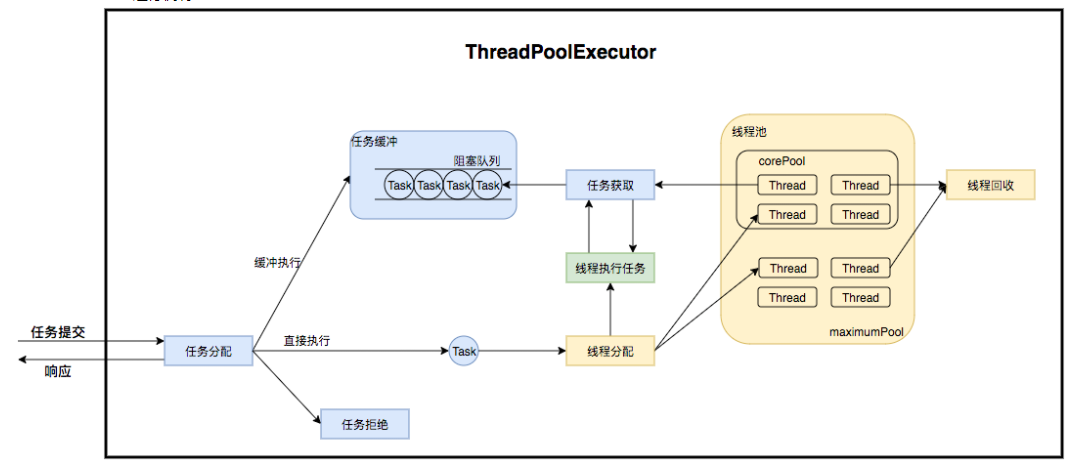 ThreadPoolExecutor
任务缓冲
阻塞队列
Task Task Task Task
任务获取
线程池
corePool
Thread Thread
Thread Thread
线程回收
缓冲执行
线程执行任务
Thread Thread
Thread Thread
maximumPool
任务提交
响应
任务分配
直接执行
Task
线程分配
任务拒绝